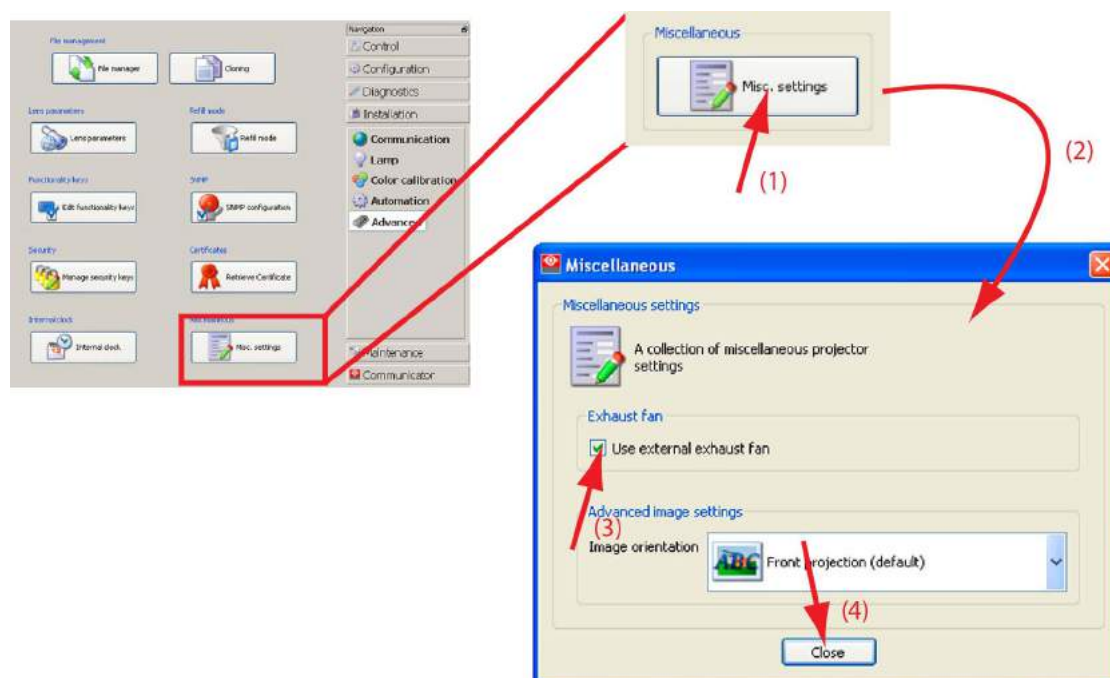 File management
File manager
Cloning
Lens parameters
Refill mode
Lens parameters
Refill mode
Functionality keys
SNMP
Edit functionality keys
SNMP configuration
Security
Certificates
Manage security keys
Retrieve Certificate
Internal clock
Miscellaneous
Internal clock
Misc. settings
Navigation
Control
Configuration
Diagnostics
Installation
Communication
Lamp
Color calibration
Automation
Advanced
Maintenance
Communicator
Miscellaneous
Misc. settings
(1)
(2)
Miscellaneous
Miscellaneous settings
A collection of miscellaneous projector
settings
Exhaust fan
Use external exhaust fan
(3)
Advanced image settings
Image orientation
ABC
Front projection (default)
(4)
Close